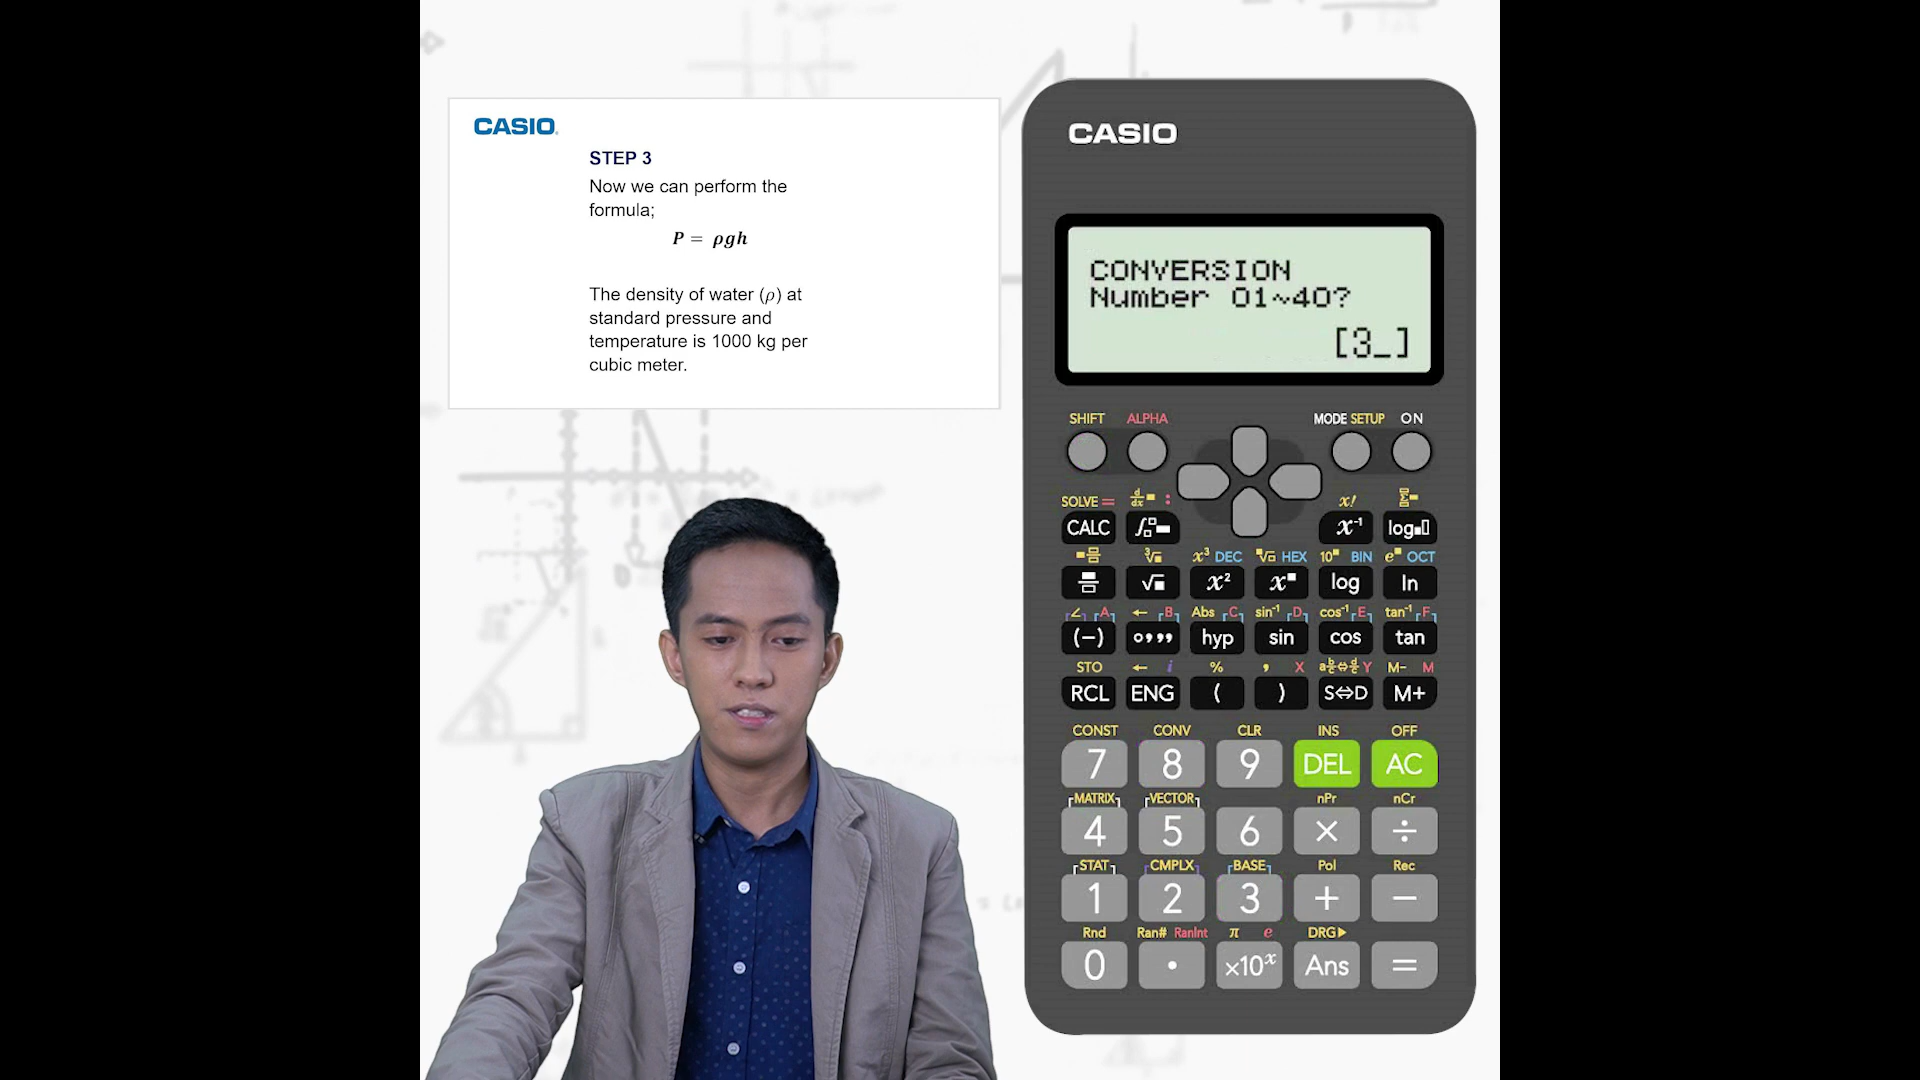 CASIO
STEP 3
Now we can perform the
formula;
P = ρgh
The density of water (ρ) at
standard pressure and
temperature is 1000 kg per
cubic meter.
CASIO
CONVERSION
Number 01~40?
[3_]
SHIFT ALPHA MODE SETUP ON
SOLVE = d/dx : x!
CALC x⁻¹ log
³√ x³ DEC HEX 10 BIN e OCT
√ x² x log ln
∠ A ← B Abs C sin⁻¹ D cos⁻¹ E tan⁻¹ F
(−) °,,, hyp sin cos tan
STO ← i % , X a b/c⇔d/c Y M− M
RCL ENG ( ) S⇔D M+
CONST CONV CLR INS OFF
7 8 9 DEL AC
MATRIX VECTOR nPr nCr
4 5 6 × ÷
STAT CMPLX BASE Pol Rec
1 2 3 + −
Rnd Ran# RanInt π e DRG▶
0 . ×10ˣ Ans =